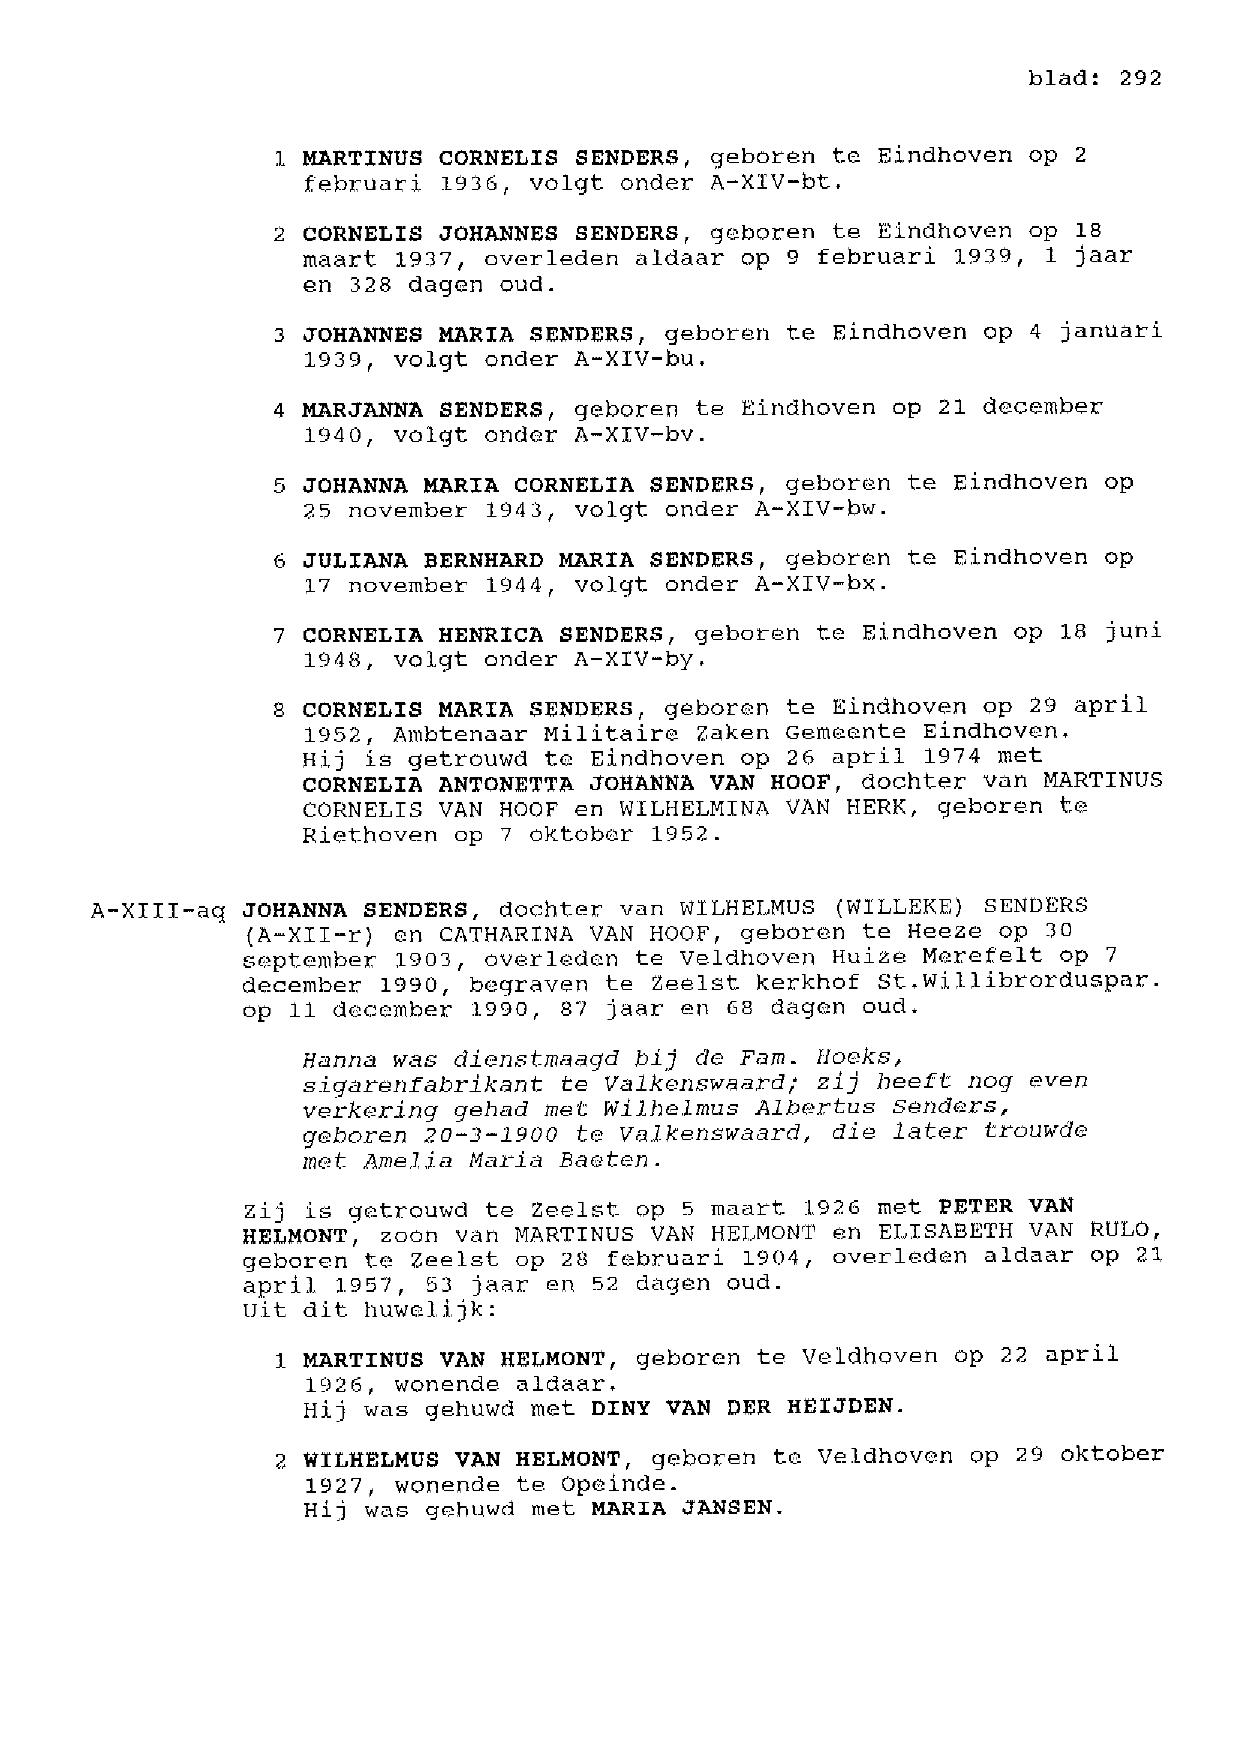 blad: 292
1 MARTINUS CORNELIS SENDERS, geboren te Eindhoven op 2
februari 1936, volgt onder A-XIV-bt.
2 CORNELIS JOHANNES SENDERS, geboren te Eindhoven op 18
maart 1937, overleden aldaar op 9 februari 1939, 1 jaar
en 328 dagen oud.
3 JOHANNES MARIA SENDERS, geboren te Eindhoven op 4 januari
1939, volgt onder A-XIV-bu.
4 MARJANNA SENDERS, geboren te Eindhoven op 21 december
1940, volgt onder A-XIV-bv.
5 JOHANNA MARIA CORNELIA SENDERS, geboren te Eindhoven op
25 november 1943, volgt onder A-XIV-bw.
6 JULIANA BERNHARD MARIA SENDERS, geboren te Eindhoven op
17 november 1944, volgt onder A-XIV-bx.
7 CORNELIA HENRICA SENDERS, geboren te Eindhoven op 18 juni
1948, volgt onder A-XIV-by.
8 CORNELIS MARIA SENDERS, geboren te Eindhoven op 29 april
1952, Ambtenaar Militaire Zaken Gemeente Eindhoven.
Hij is getrouwd te Eindhoven op 26 april 1974 met
CORNELIA ANTONETTA JOHANNA VAN HOOF, dochter van MARTINUS
CORNELIS VAN HOOF en WILHELMINA VAN HERK, geboren te
Riethoven op 7 oktober 1952.
A-XIII-aq JOHANNA SENDERS, dochter van WILHELMUS (WILLEKE) SENDERS
(A-XII-r) en CATHARINA VAN HOOF, geboren te Heeze op 30
september 1903, overleden te Veldhoven Huize Merefelt op 7
december 1990, begraven te Zeelst kerkhof St.Willibrorduspar.
op 11 december 1990, 87 jaar en 68 dagen oud.
Hanna was dienstmaagd bij de Fam. Hoeks,
sigarenfabrikant te Valkenswaard; zij heeft nog even
verkering gehad met Wilhelmus Albertus Senders,
geboren 20-3-1900 te Valkenswaard, die later trouwde
met Amelia Maria Baeten.
Zij is getrouwd te Zeelst op 5 maart 1926 met PETER VAN
HELMONT, zoon van MARTINUS VAN HELMONT en ELISABETH VAN RULO,
geboren te Zeelst op 28 februari 1904, overleden aldaar op 21
april 1957, 53 jaar en 52 dagen oud.
Uit dit huwelijk:
1 MARTINUS VAN HELMONT, geboren te Veldhoven op 22 april
1926, wonende aldaar.
Hij was gehuwd met DINY VAN DER HEIJDEN.
2 WILHELMUS VAN HELMONT, geboren te Veldhoven op 29 oktober
1927, wonende te Opeinde.
Hij was gehuwd met MARIA JANSEN.